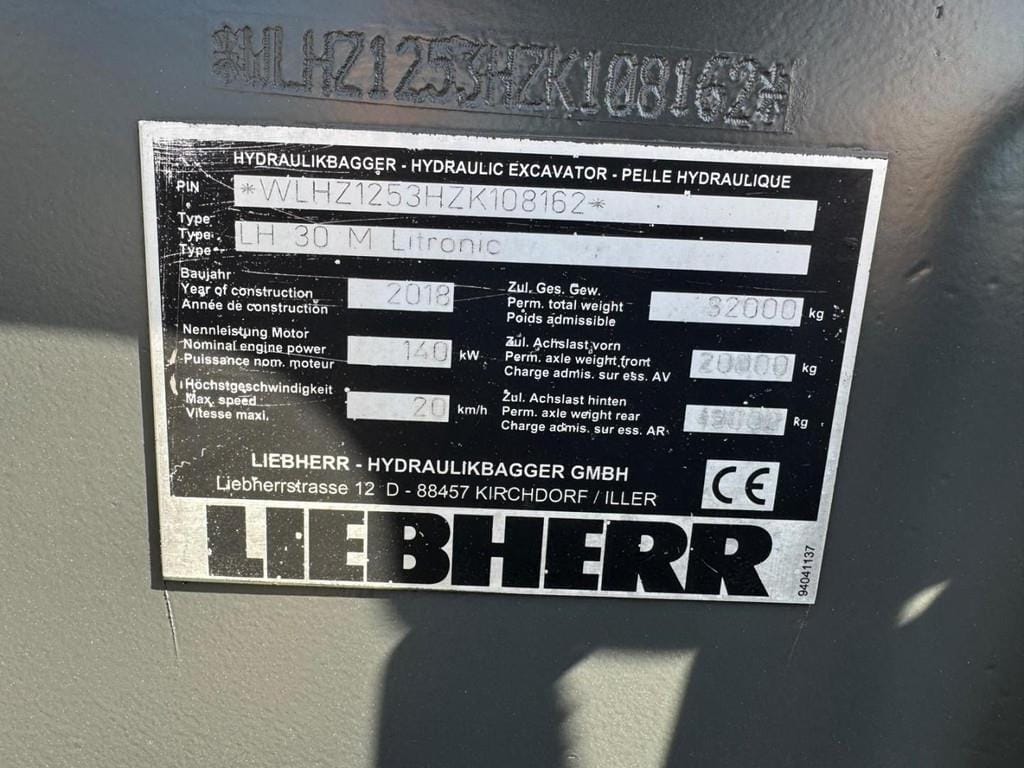 *WLHZ1253HZK108162*
HYDRAULIKBAGGER - HYDRAULIC EXCAVATOR - PELLE HYDRAULIQUE
PIN *WLHZ1253HZK108162*
Type
Type LH 30 M Litronic
Type
Baujahr
Year of construction 2018
Année de construction
Zul. Ges. Gew.
Perm. total weight 32000 kg
Poids admissible
Nennleistung Motor
Nominal engine power 140 kW
Puissance nom. moteur
Zul. Achslast vorn
Perm. axle weight front 20000 kg
Charge admis. sur ess. AV
Höchstgeschwindigkeit
Max. speed 20 km/h
Vitesse maxi.
Zul. Achslast hinten
Perm. axle weight rear kg
Charge admis. sur ess. AR
LIEBHERR - HYDRAULIKBAGGER GMBH
Liebherrstrasse 12 D - 88457 KIRCHDORF / ILLER
CE
LIEBHERR
94041137